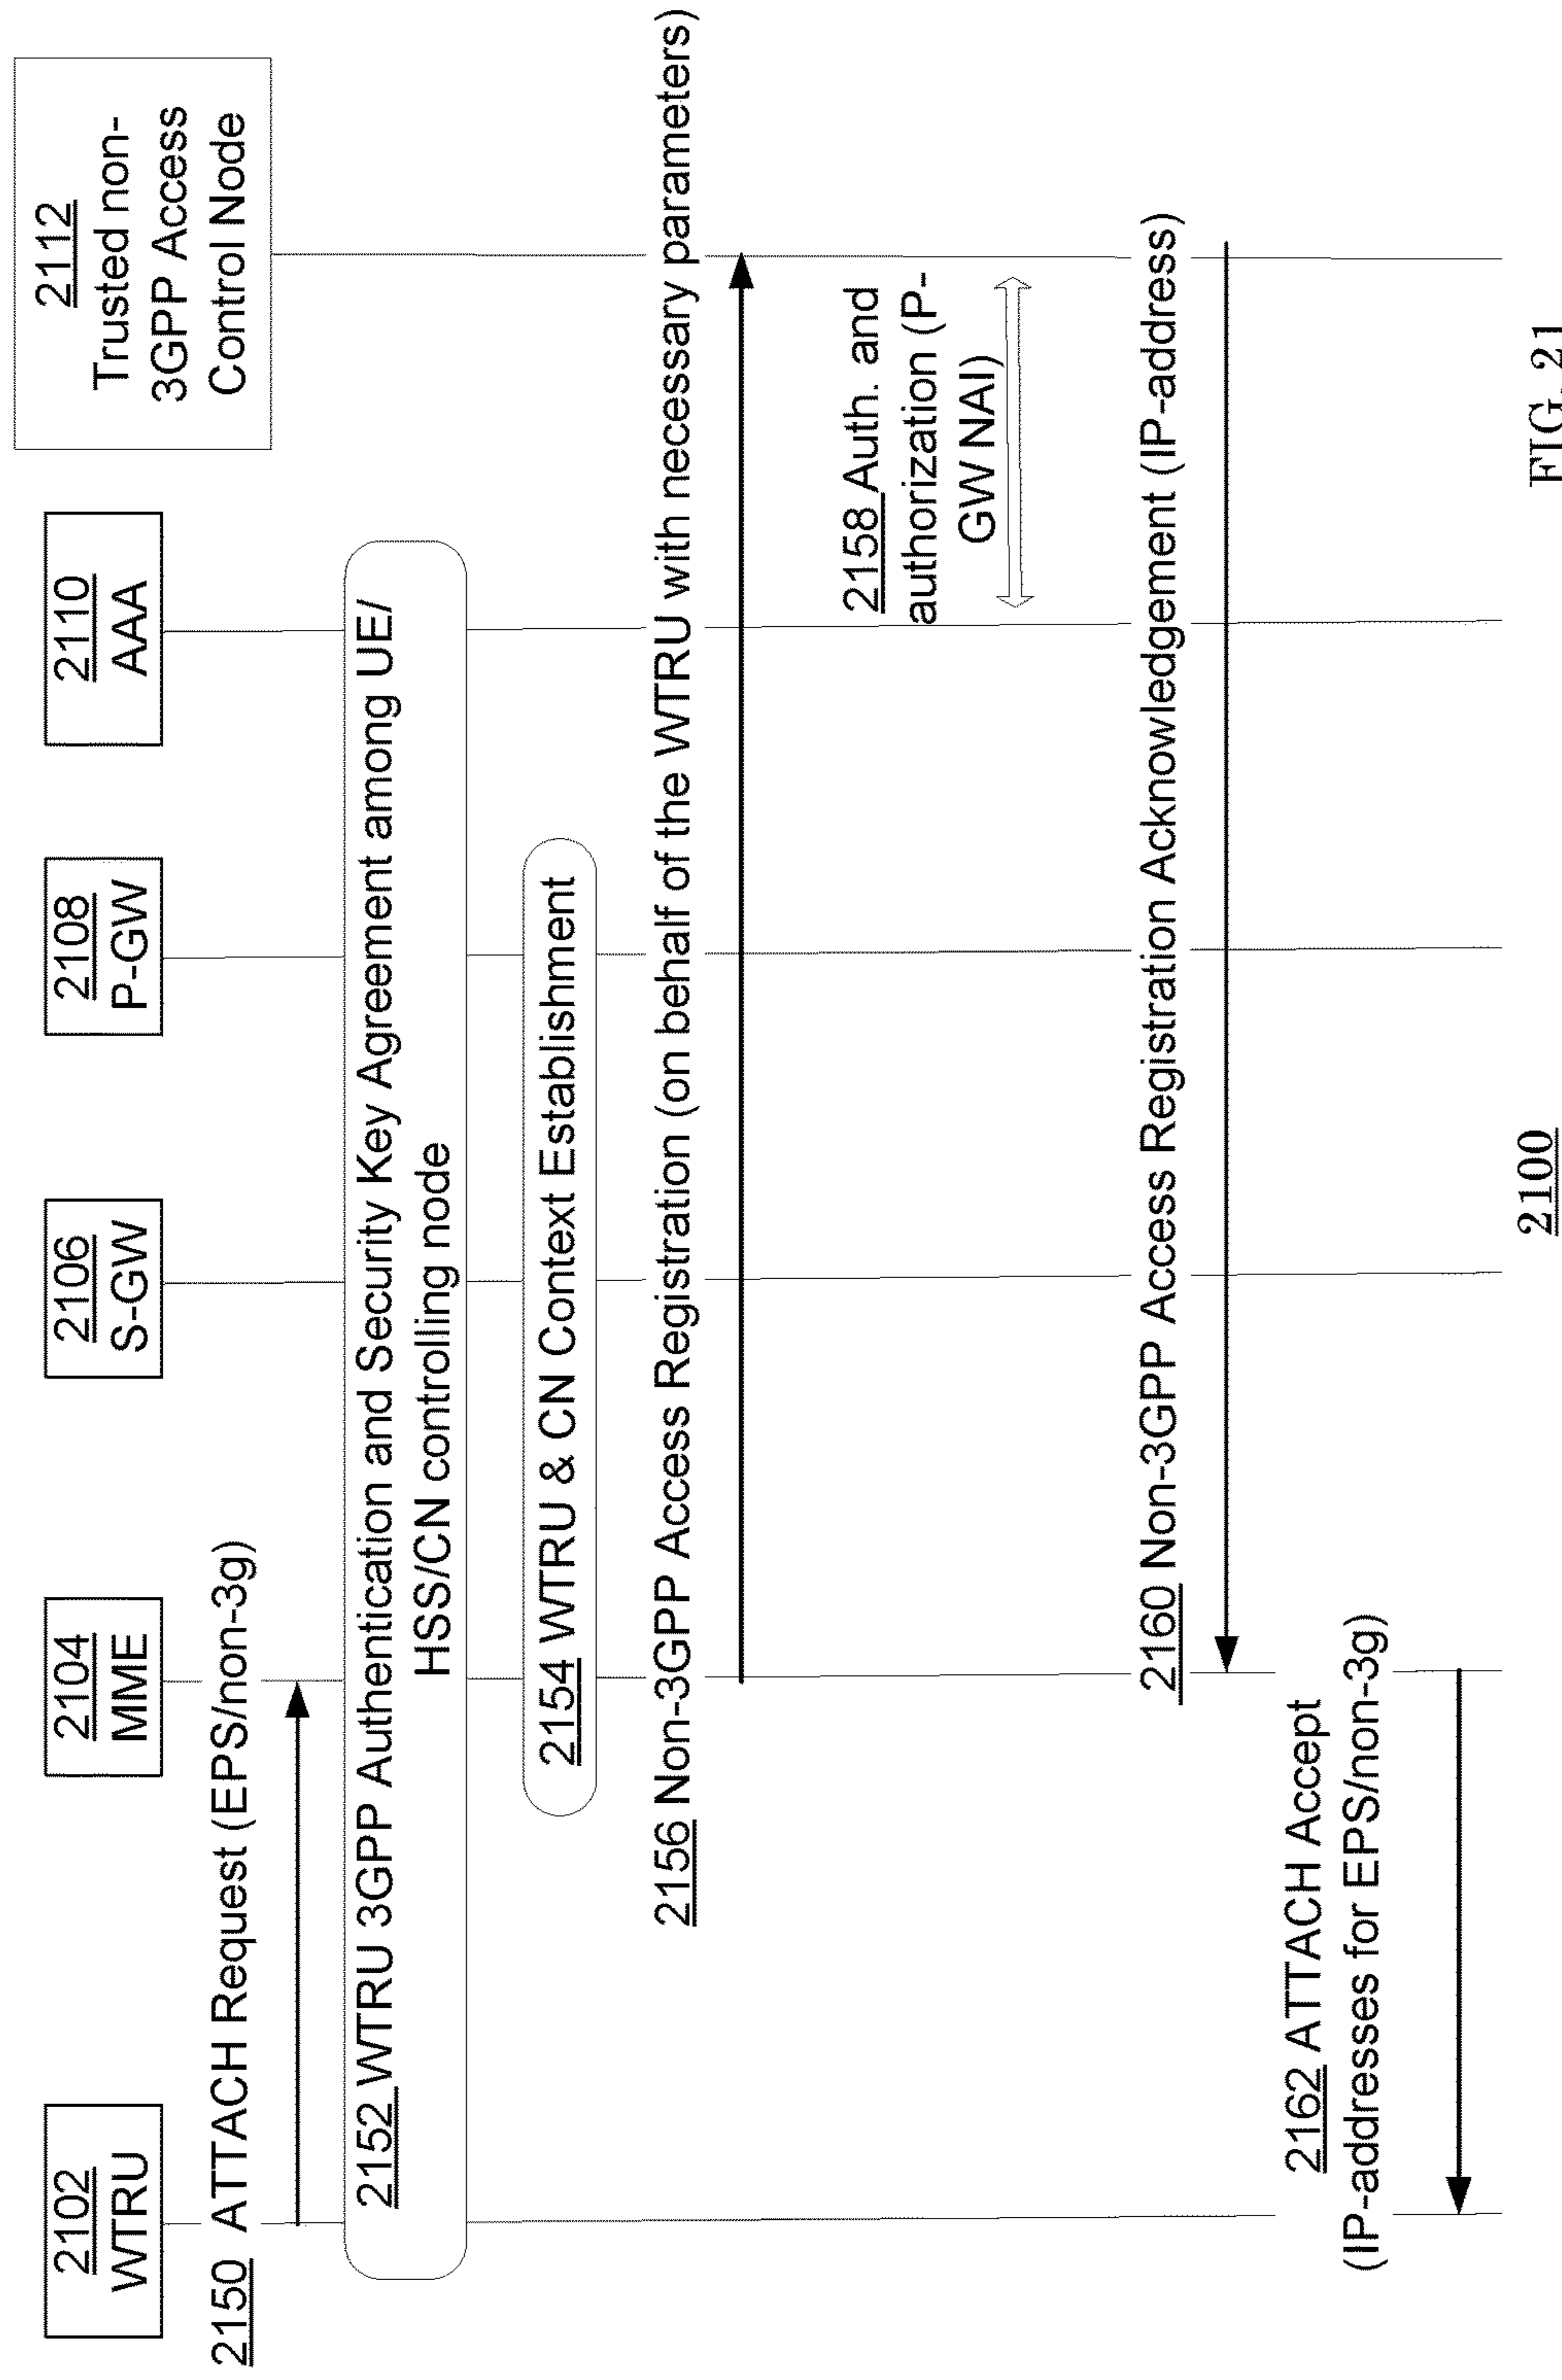 2102
WTRU
2104
MME
2106
S-GW
2108
P-GW
2110
AAA
2112
Trusted non-
3GPP Access
Control Node
2150 ATTACH Request (EPS/non-3g)
2152 WTRU 3GPP Authentication and Security Key Agreement among UE/
HSS/CN controlling node
2154 WTRU & CN Context Establishment
2156 Non-3GPP Access Registration (on behalf of the WTRU with necessary parameters)
2158 Auth. and
authorization (P-
GW NAI)
2160 Non-3GPP Access Registration Acknowledgement (IP-address)
2162 ATTACH Accept
(IP-addresses for EPS/non-3g)
2100
FIG. 21